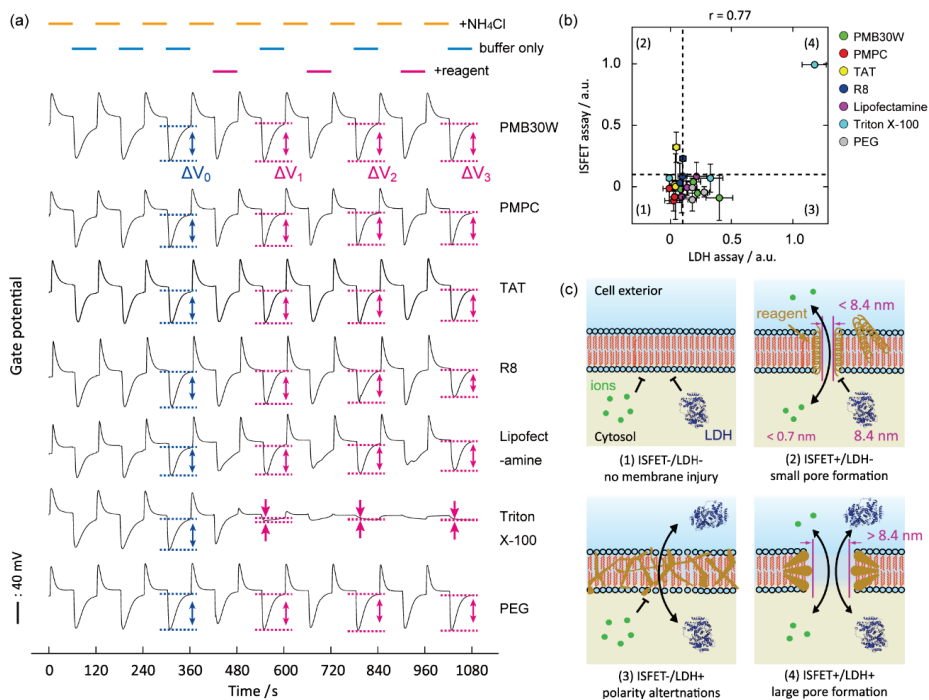 (a)
+NH₄Cl
buffer only
+reagent
PMB30W
ΔV₀
ΔV₁
ΔV₂
ΔV₃
PMPC
TAT
R8
Lipofect
-amine
Triton
X-100
PEG
Gate potential
: 40 mV
0 120 240 360 480 600 720 840 960 1080
Time /s
(b)
r = 0.77
(2)
(4)
(1)
(3)
ISFET assay / a.u.
1.0
0
0 0.5 1.0
LDH assay / a.u.
PMB30W
PMPC
TAT
R8
Lipofectamine
Triton X-100
PEG
(c)
Cell exterior
ions
LDH
Cytosol
(1) ISFET-/LDH-
no membrane injury
< 8.4 nm
reagent
< 0.7 nm
8.4 nm
(2) ISFET+/LDH-
small pore formation
(3) ISFET-/LDH+
polarity altertnations
> 8.4 nm
(4) ISFET+/LDH+
large pore formation